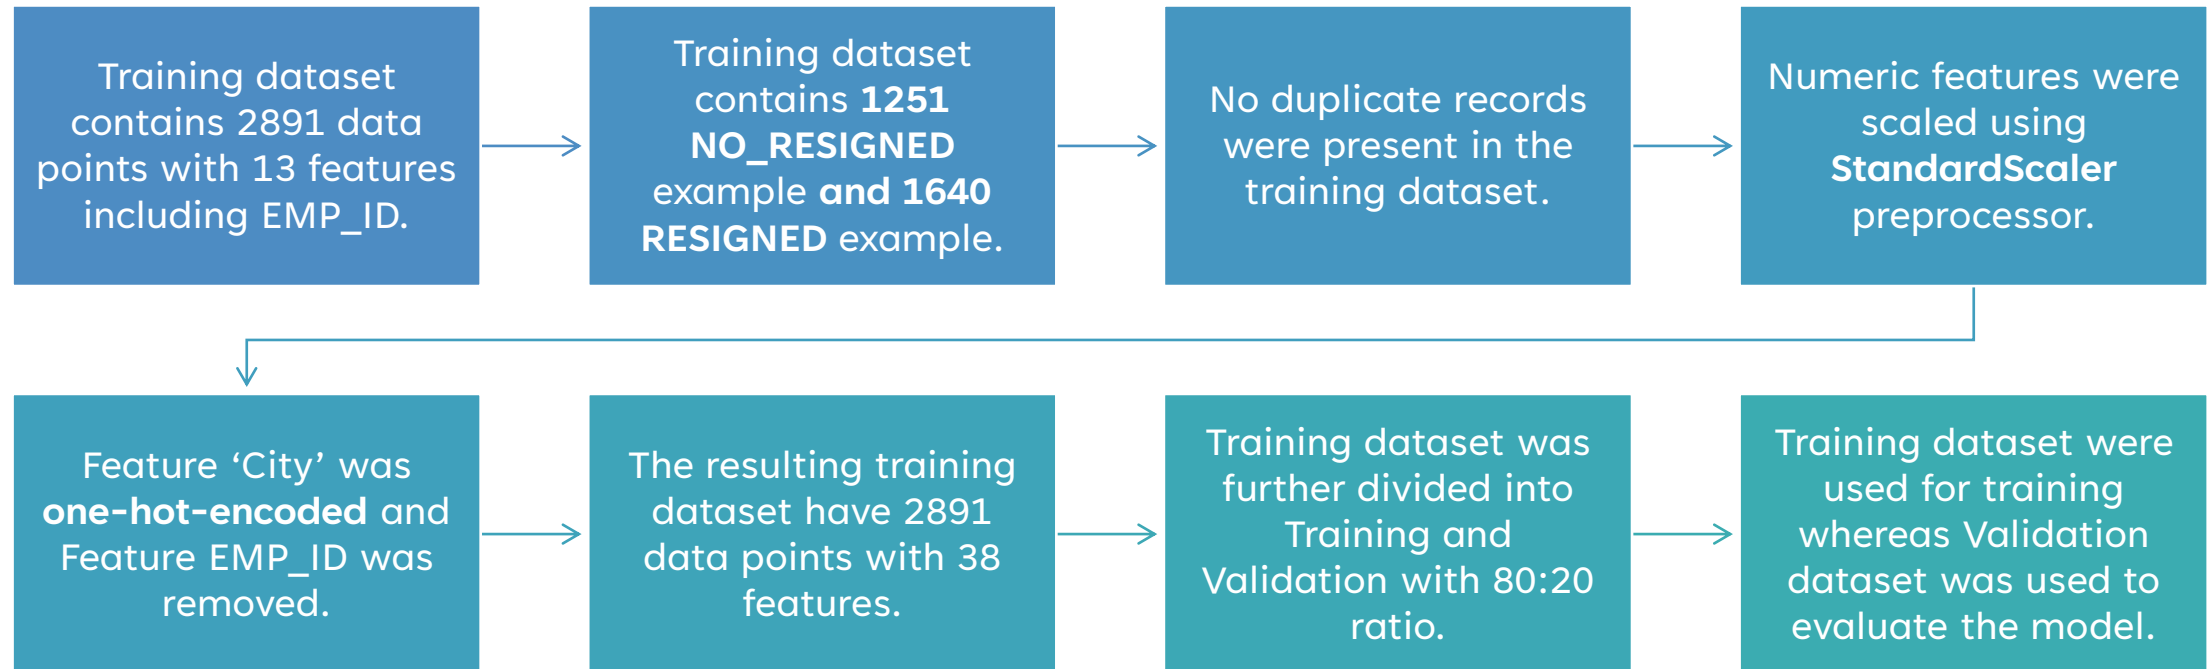 Training dataset
contains 2891 data
points with 13 features
including EMP_ID.
Training dataset
contains 1251
NO_RESIGNED
example and 1640
RESIGNED example.
No duplicate records
were present in the
training dataset.
Numeric features were
scaled using
StandardScaler
preprocessor.
Feature ‘City’ was
one-hot-encoded and
Feature EMP_ID was
removed.
The resulting training
dataset have 2891
data points with 38
features.
Training dataset was
further divided into
Training and
Validation with 80:20
ratio.
Training dataset were
used for training
whereas Validation
dataset was used to
evaluate the model.